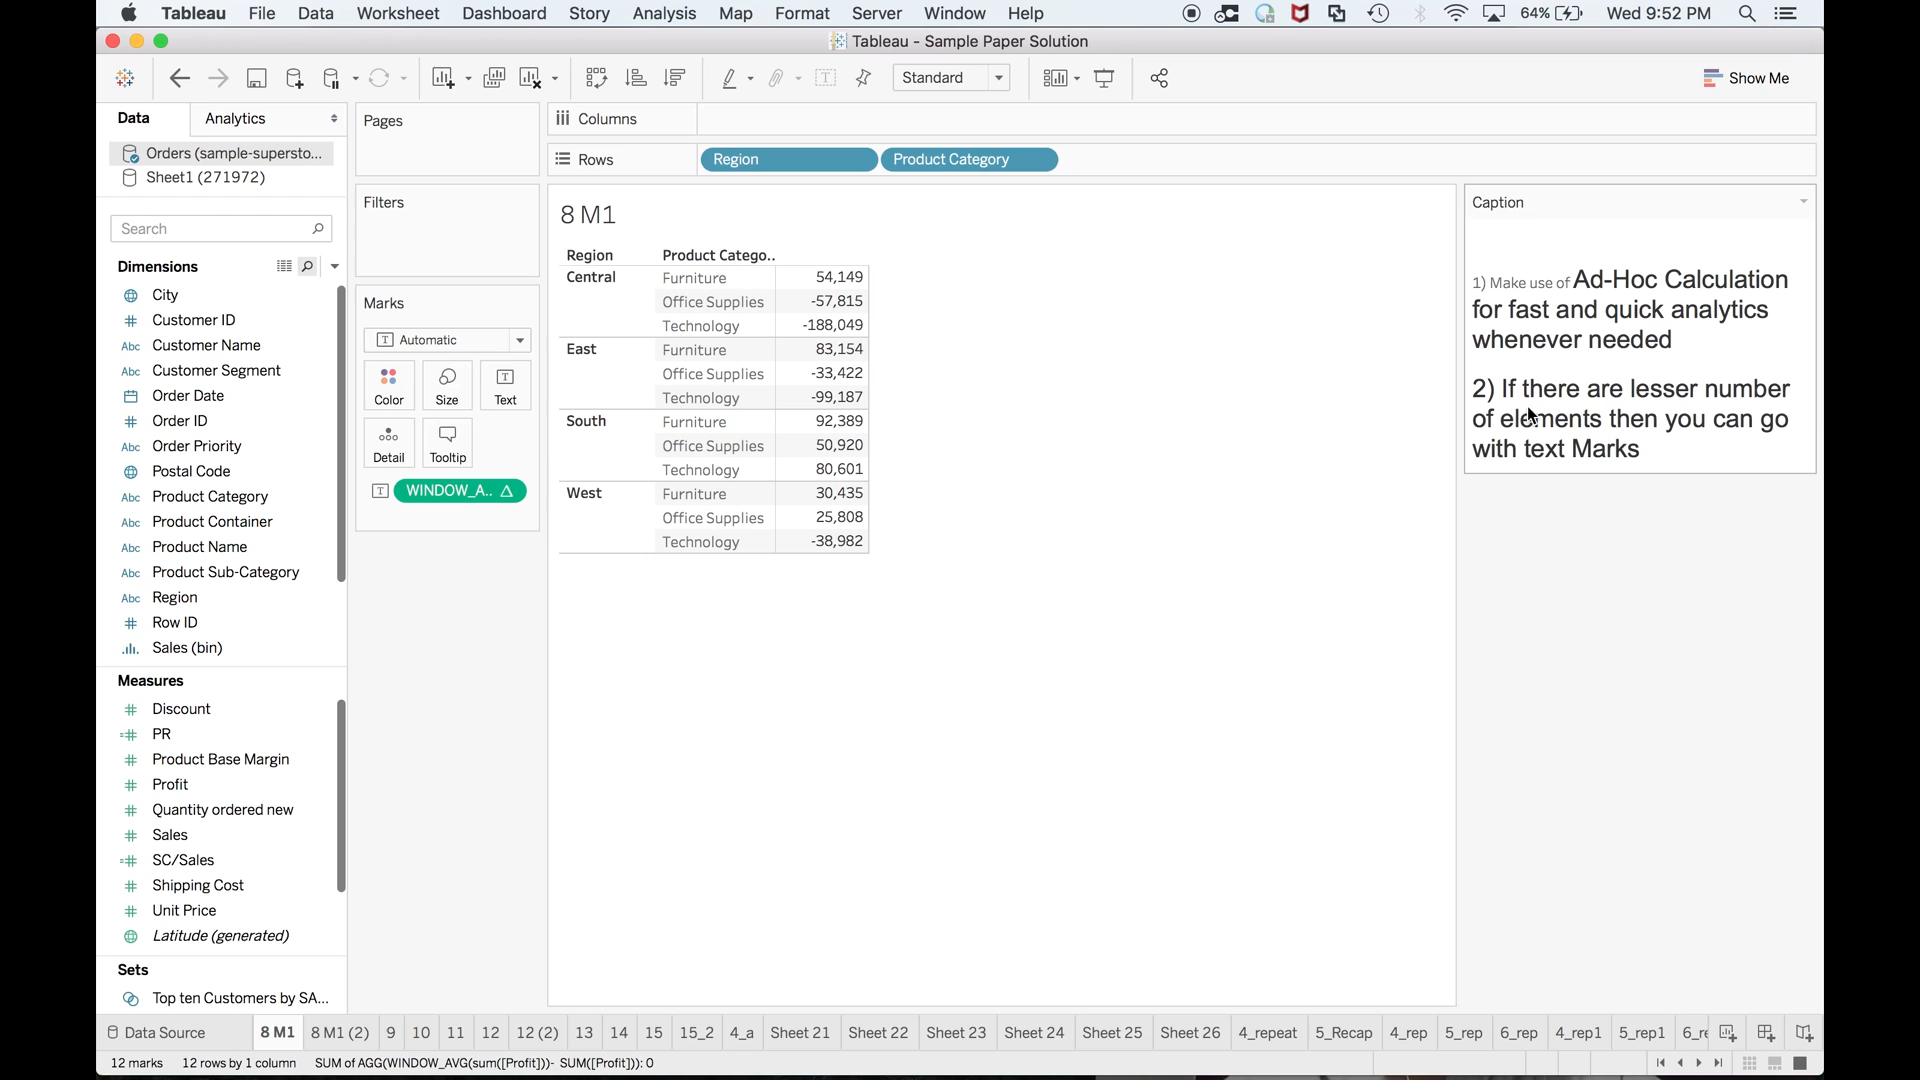 Tableau File Data Worksheet Dashboard Story Analysis Map Format Server Window Help 64% Wed 9:52 PM
Tableau - Sample Paper Solution
Standard Show Me
Data Analytics
Orders (sample-supersto...
Sheet1 (271972)
Search
Dimensions
City
Customer ID
Abc Customer Name
Abc Customer Segment
Order Date
Order ID
Abc Order Priority
Postal Code
Abc Product Category
Abc Product Container
Abc Product Name
Abc Product Sub-Category
Abc Region
Row ID
Sales (bin)
Measures
Discount
PR
Product Base Margin
Profit
Quantity ordered new
Sales
SC/Sales
Shipping Cost
Unit Price
Latitude (generated)
Sets
Top ten Customers by SA...
Pages
Filters
Marks
Automatic
Color Size Text
Detail Tooltip
WINDOW_A.. △
Columns
Rows Region Product Category
8 M1
Region Product Catego..
Central Furniture 54,149
Office Supplies -57,815
Technology -188,049
East Furniture 83,154
Office Supplies -33,422
Technology -99,187
South Furniture 92,389
Office Supplies 50,920
Technology 80,601
West Furniture 30,435
Office Supplies 25,808
Technology -38,982
Caption
1) Make use of Ad-Hoc Calculation
for fast and quick analytics
whenever needed
2) If there are lesser number
of elements then you can go
with text Marks
Data Source 8 M1 8 M1 (2) 9 10 11 12 12 (2) 13 14 15 15_2 4_a Sheet 21 Sheet 22 Sheet 23 Sheet 24 Sheet 25 Sheet 26 4_repeat 5_Recap 4_rep 5_rep 6_rep 4_rep1 5_rep1 6_re
12 marks 12 rows by 1 column SUM of AGG(WINDOW_AVG(sum([Profit]))- SUM([Profit])): 0